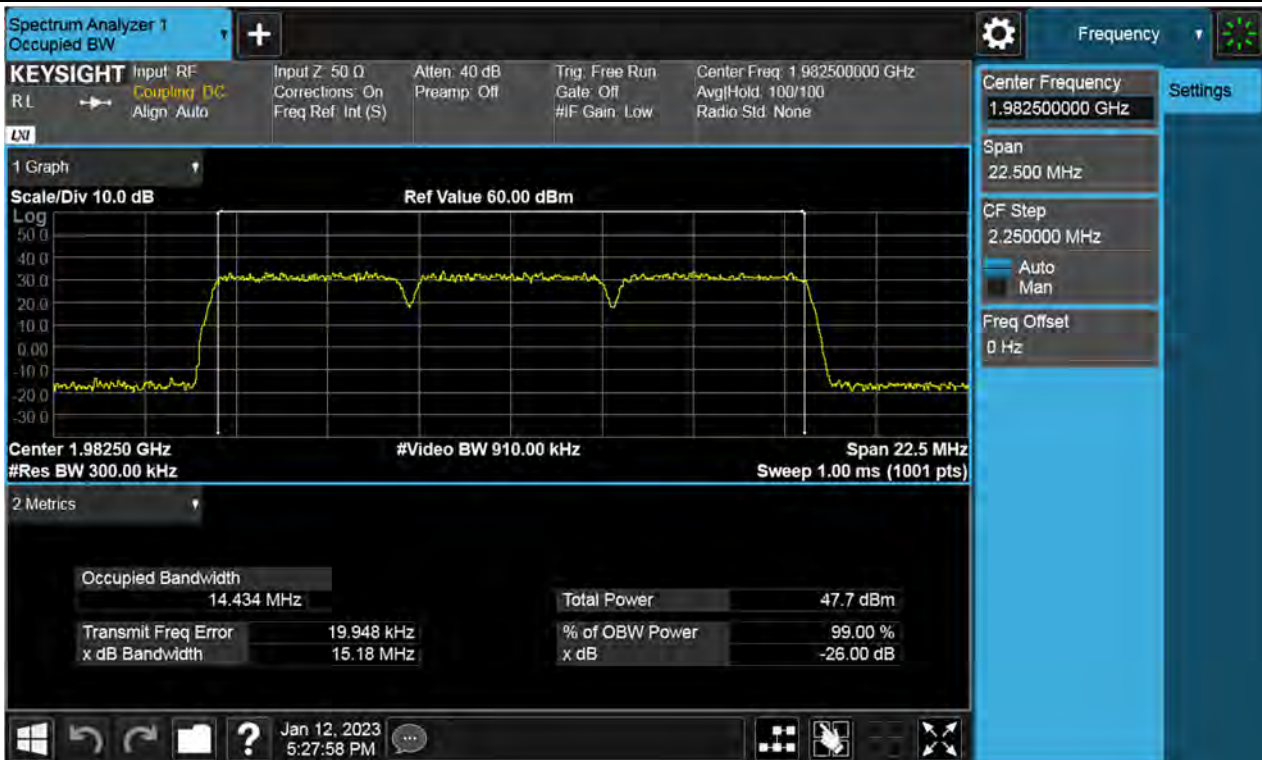 Spectrum Analyzer 1
Occupied BW
+
Frequency
KEYSIGHT
RL
LXI
Input: RF
Coupling: DC
Align: Auto
Input Z: 50 Ω
Corrections: On
Freq Ref: Int (S)
Atten: 40 dB
Preamp: Off
Trig: Free Run
Gate: Off
#IF Gain: Low
Center Freq: 1.982500000 GHz
Avg|Hold: 100/100
Radio Std: None
Center Frequency
1.982500000 GHz
Settings
Span
22.500 MHz
CF Step
2.250000 MHz
Auto
Man
Freq Offset
0 Hz
1 Graph
Scale/Div 10.0 dB
Ref Value 60.00 dBm
Log
50.0
40.0
30.0
20.0
10.0
0.00
-10.0
-20.0
-30.0
Center 1.98250 GHz
#Video BW 910.00 kHz
Span 22.5 MHz
#Res BW 300.00 kHz
Sweep 1.00 ms (1001 pts)
2 Metrics
Occupied Bandwidth
14.434 MHz
Total Power 47.7 dBm
Transmit Freq Error 19.948 kHz
% of OBW Power 99.00 %
x dB Bandwidth 15.18 MHz
x dB -26.00 dB
?
Jan 12, 2023
5:27:58 PM